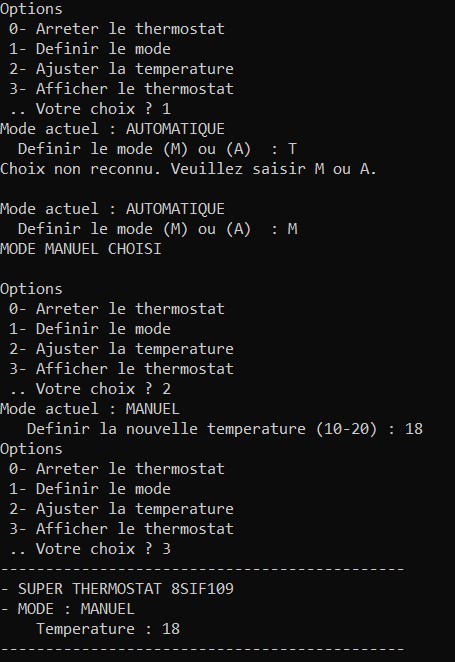 Options
 0- Arreter le thermostat
 1- Definir le mode
 2- Ajuster la temperature
 3- Afficher le thermostat
 .. Votre choix ? 1
Mode actuel : AUTOMATIQUE
  Definir le mode (M) ou (A)  : T
Choix non reconnu. Veuillez saisir M ou A.

Mode actuel : AUTOMATIQUE
  Definir le mode (M) ou (A)  : M
MODE MANUEL CHOISI

Options
 0- Arreter le thermostat
 1- Definir le mode
 2- Ajuster la temperature
 3- Afficher le thermostat
 .. Votre choix ? 2
Mode actuel : MANUEL
   Definir la nouvelle temperature (10-20) : 18
Options
 0- Arreter le thermostat
 1- Definir le mode
 2- Ajuster la temperature
 3- Afficher le thermostat
 .. Votre choix ? 3
---------------------------------------------
- SUPER THERMOSTAT 8SIF109
- MODE : MANUEL
    Temperature : 18
---------------------------------------------